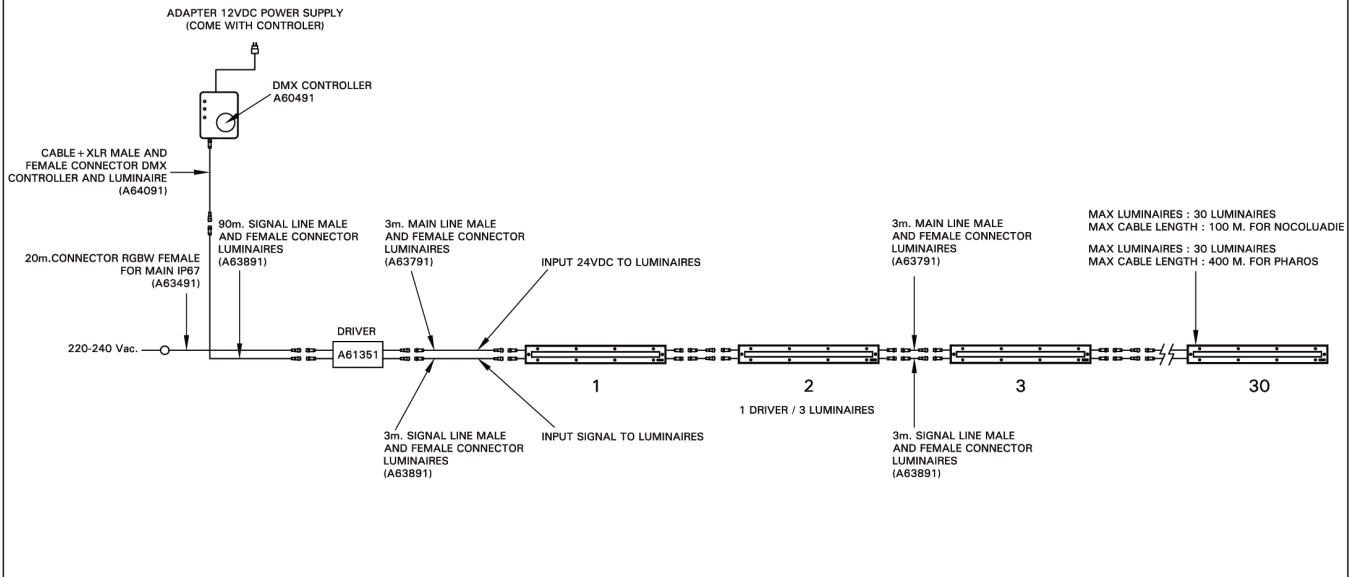 ADAPTER 12VDC POWER SUPPLY
(COME WITH CONTROLER)
DMX CONTROLLER
A60491
CABLE+XLR MALE AND
FEMALE CONNECTOR DMX
CONTROLLER AND LUMINAIRE
(A64091)
90m. SIGNAL LINE MALE
AND FEMALE CONNECTOR
LUMINAIRES
(A63891)
20m.CONNECTOR RGBW FEMALE
FOR MAIN IP67
(A63491)
3m. MAIN LINE MALE
AND FEMALE CONNECTOR
LUMINAIRES
(A63791)
INPUT 24VDC TO LUMINAIRES
3m. MAIN LINE MALE
AND FEMALE CONNECTOR
LUMINAIRES
(A63791)
MAX LUMINAIRES : 30 LUMINAIRES
MAX CABLE LENGTH : 100 M. FOR NOCOLUADIE
MAX LUMINAIRES : 30 LUMINAIRES
MAX CABLE LENGTH : 400 M. FOR PHAROS
220-240 Vac.
DRIVER
A61351
1
2
3
30
1 DRIVER / 3 LUMINAIRES
3m. SIGNAL LINE MALE
AND FEMALE CONNECTOR
LUMINAIRES
(A63891)
INPUT SIGNAL TO LUMINAIRES
3m. SIGNAL LINE MALE
AND FEMALE CONNECTOR
LUMINAIRES
(A63891)